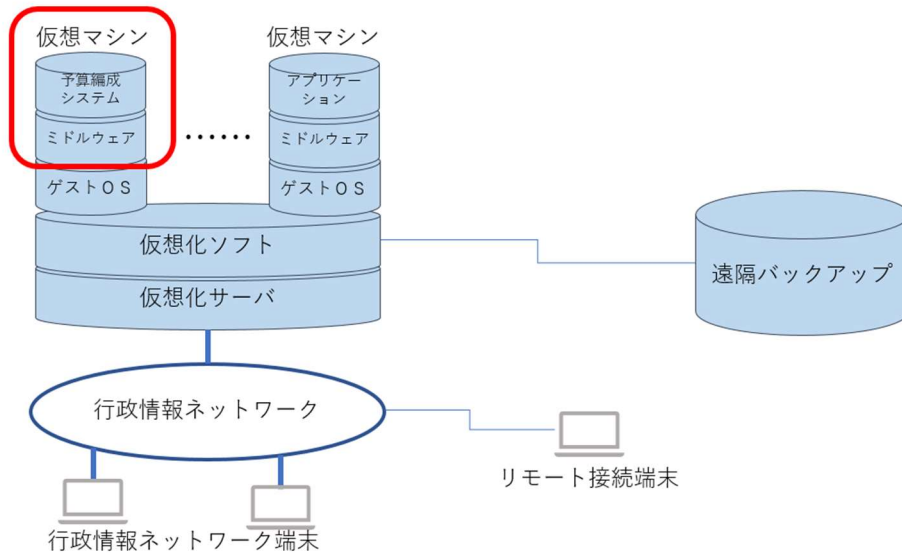 仮想マシン
予算編成
システム
ミドルウェア
ゲストＯＳ
……
仮想マシン
アプリケー
ション
ミドルウェア
ゲストＯＳ
仮想化ソフト
仮想化サーバ
遠隔バックアップ
行政情報ネットワーク
リモート接続端末
行政情報ネットワーク端末